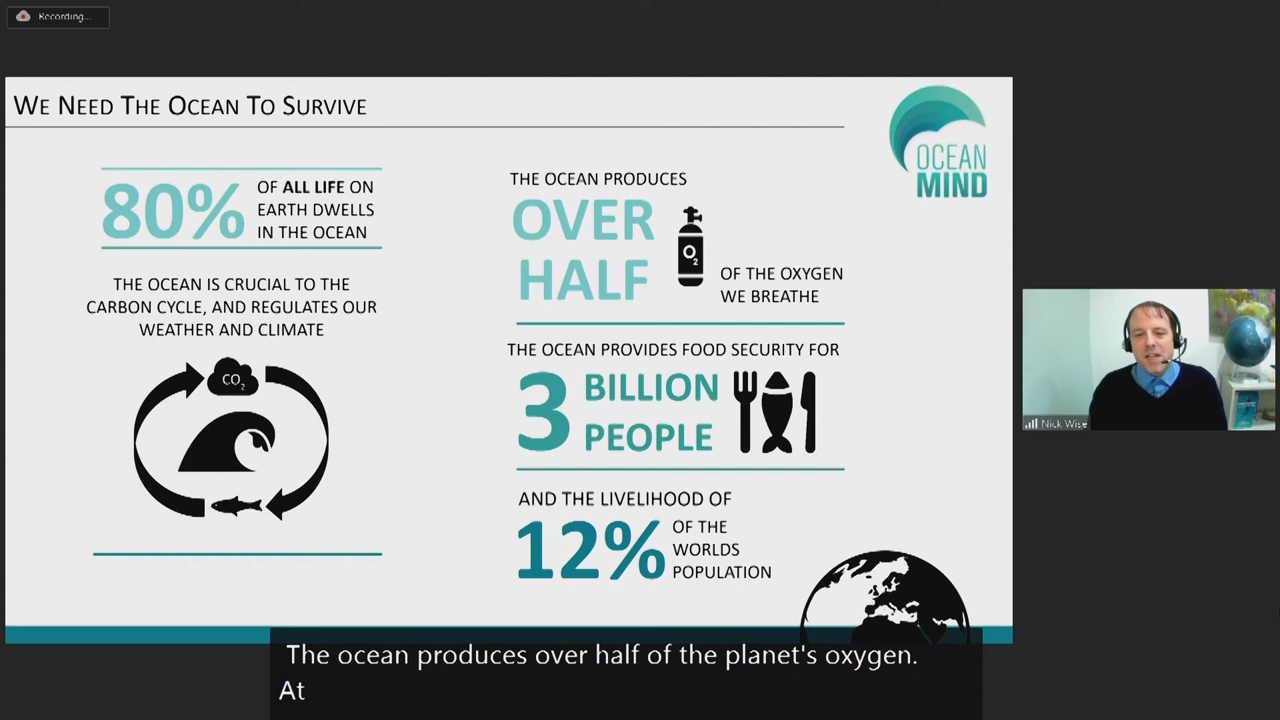 Recording...
WE NEED THE OCEAN TO SURVIVE
OCEAN
MIND
80%
OF ALL LIFE ON
EARTH DWELLS
IN THE OCEAN
THE OCEAN IS CRUCIAL TO THE
CARBON CYCLE, AND REGULATES OUR
WEATHER AND CLIMATE
CO2
THE OCEAN PRODUCES
OVER
HALF
O2
OF THE OXYGEN
WE BREATHE
THE OCEAN PROVIDES FOOD SECURITY FOR
3 BILLION
PEOPLE
AND THE LIVELIHOOD OF
12%
OF THE
WORLDS
POPULATION
Nick Wise
The ocean produces over half of the planet's oxygen.
At